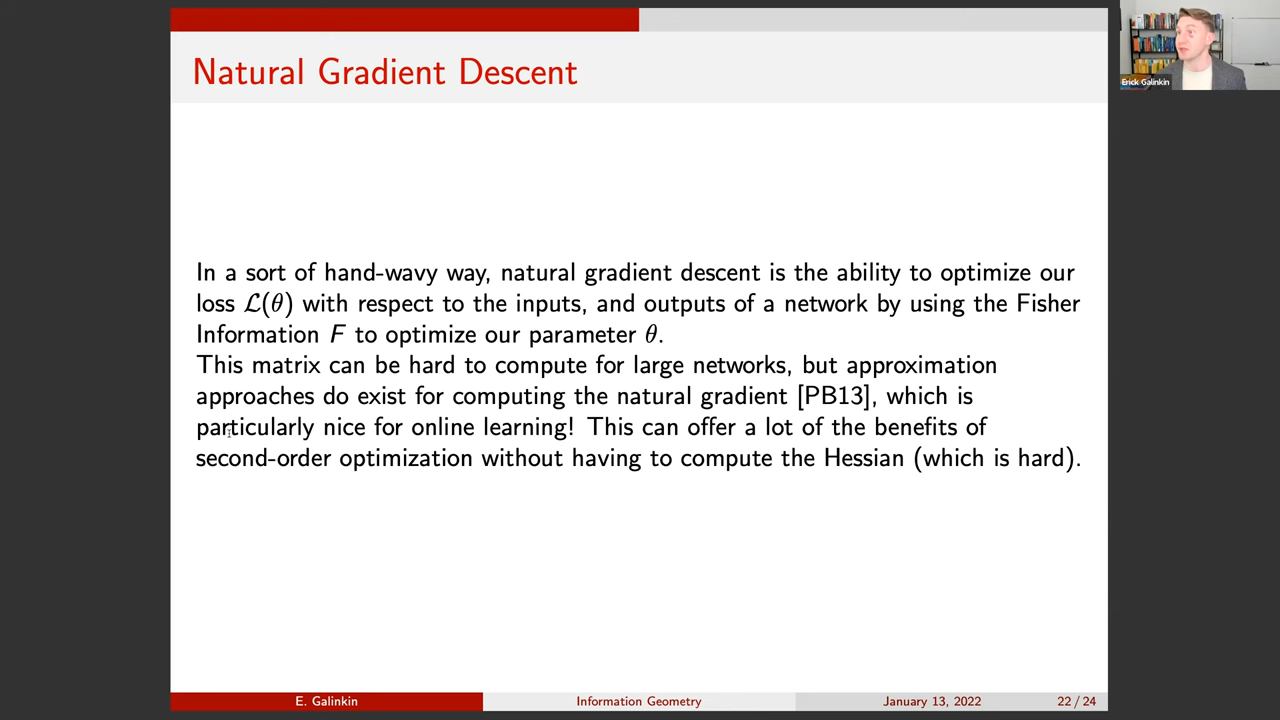 Natural Gradient Descent
Erick Galinkin
In a sort of hand-wavy way, natural gradient descent is the ability to optimize our
loss ℒ(θ) with respect to the inputs, and outputs of a network by using the Fisher
Information F to optimize our parameter θ.
This matrix can be hard to compute for large networks, but approximation
approaches do exist for computing the natural gradient [PB13], which is
particularly nice for online learning! This can offer a lot of the benefits of
second-order optimization without having to compute the Hessian (which is hard).
E. Galinkin
Information Geometry
January 13, 2022
22 / 24